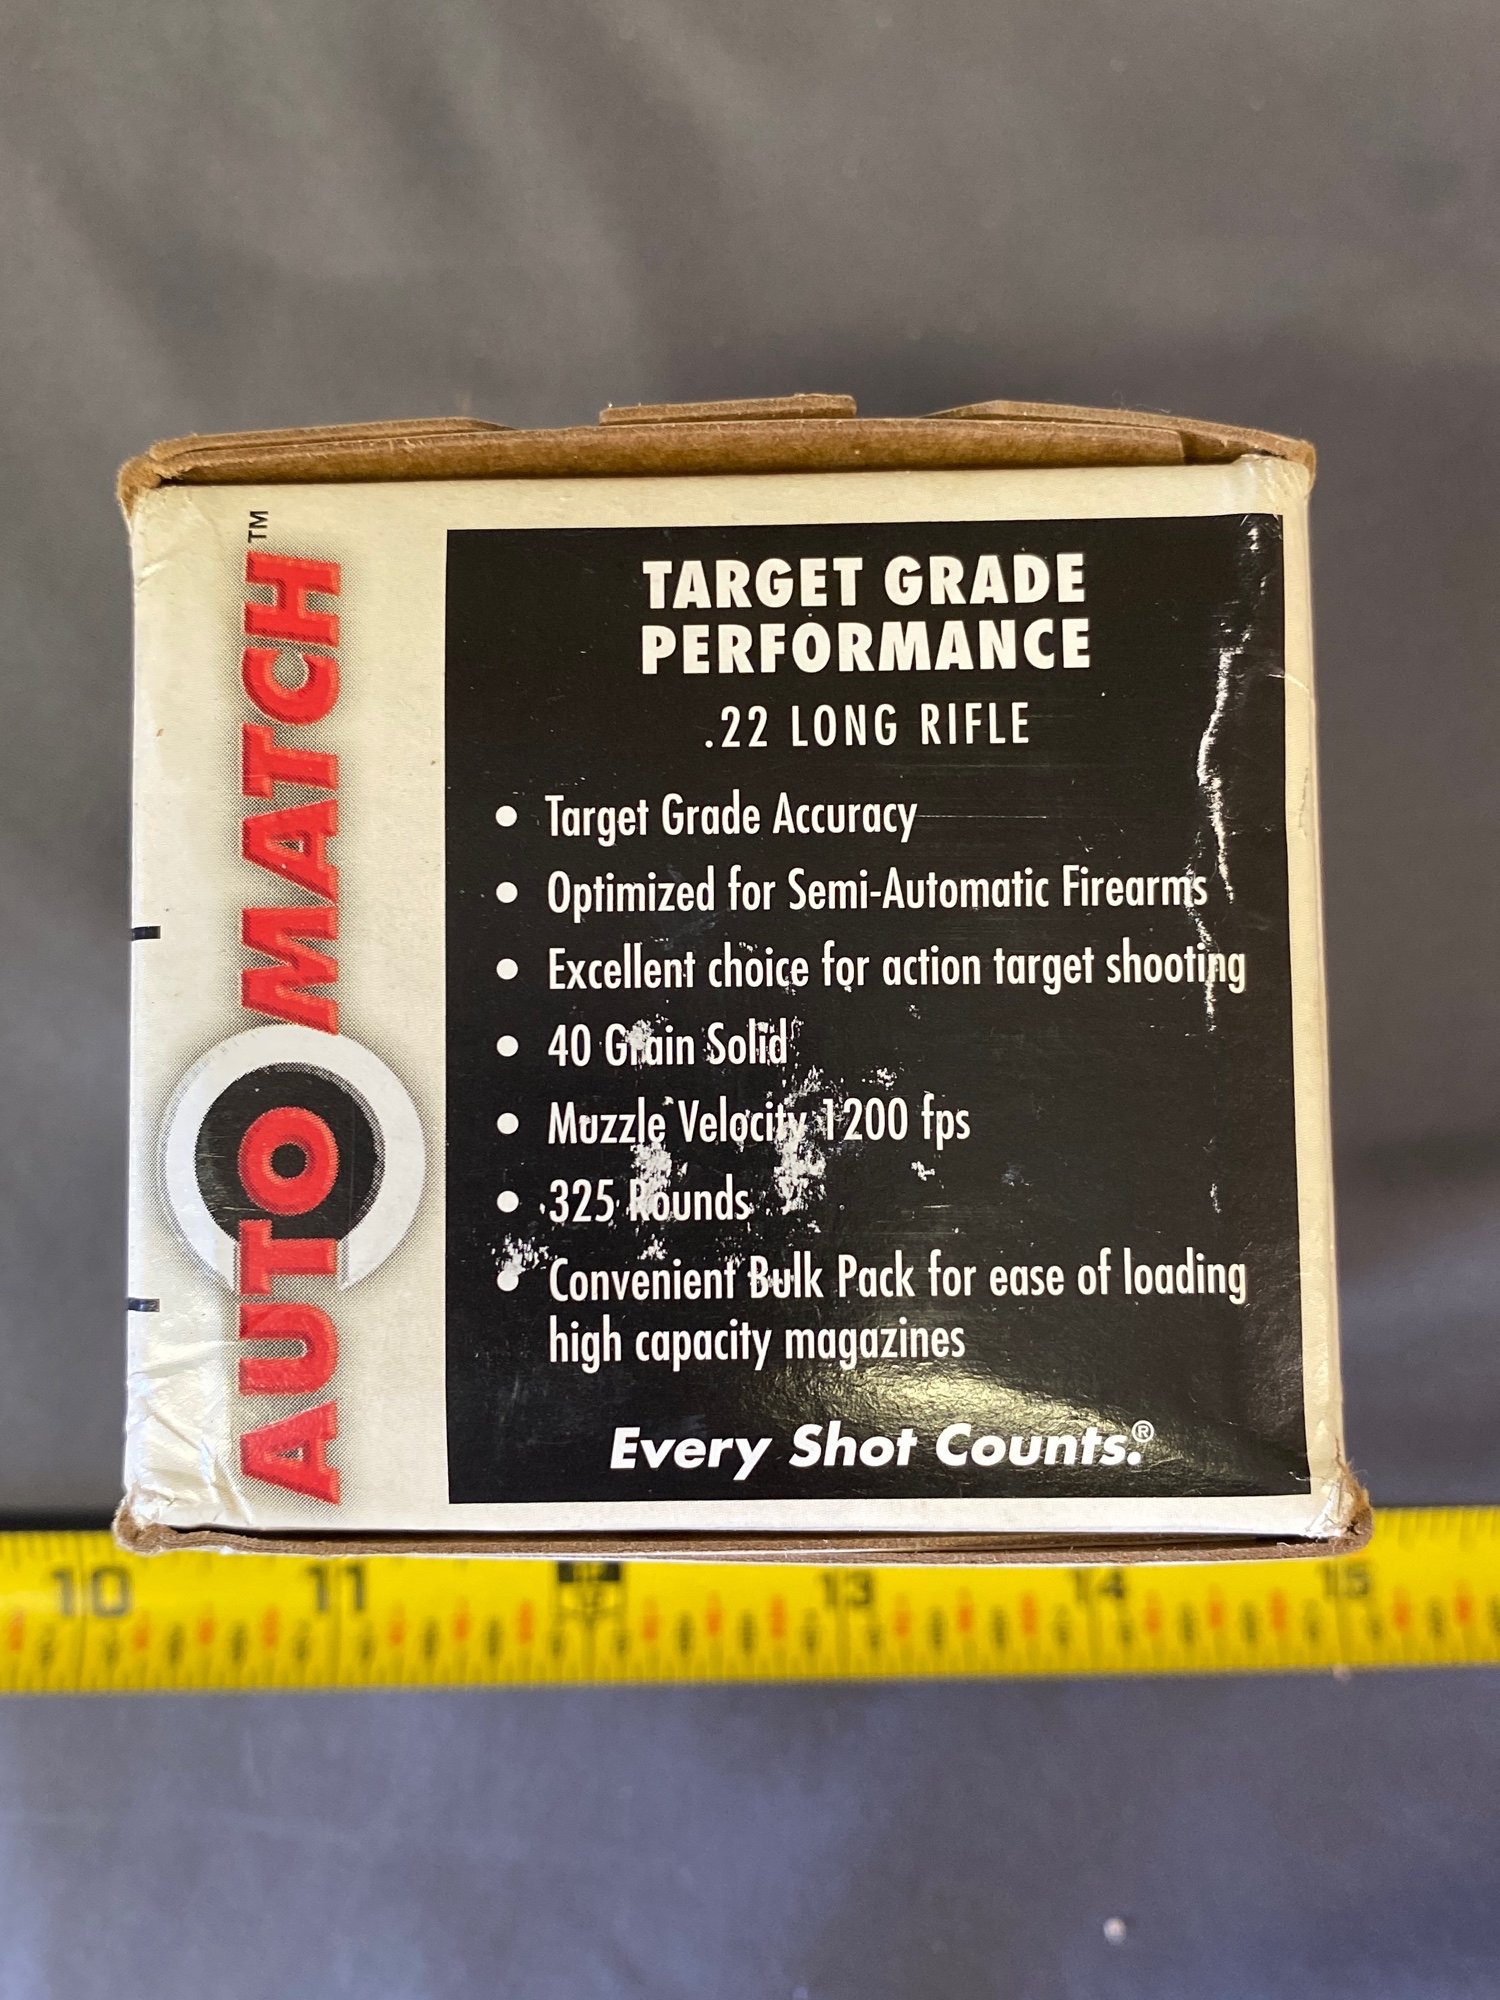 AUTOMATCH™
TARGET GRADE
PERFORMANCE
.22 LONG RIFLE
• Target Grade Accuracy
• Optimized for Semi-Automatic Firearms
• Excellent choice for action target shooting
• 40 Grain Solid
• Muzzle Velocity 1200 fps
• 325 Rounds
• Convenient Bulk Pack for ease of loading
high capacity magazines
Every Shot Counts.®
10 11 12 13 14 15